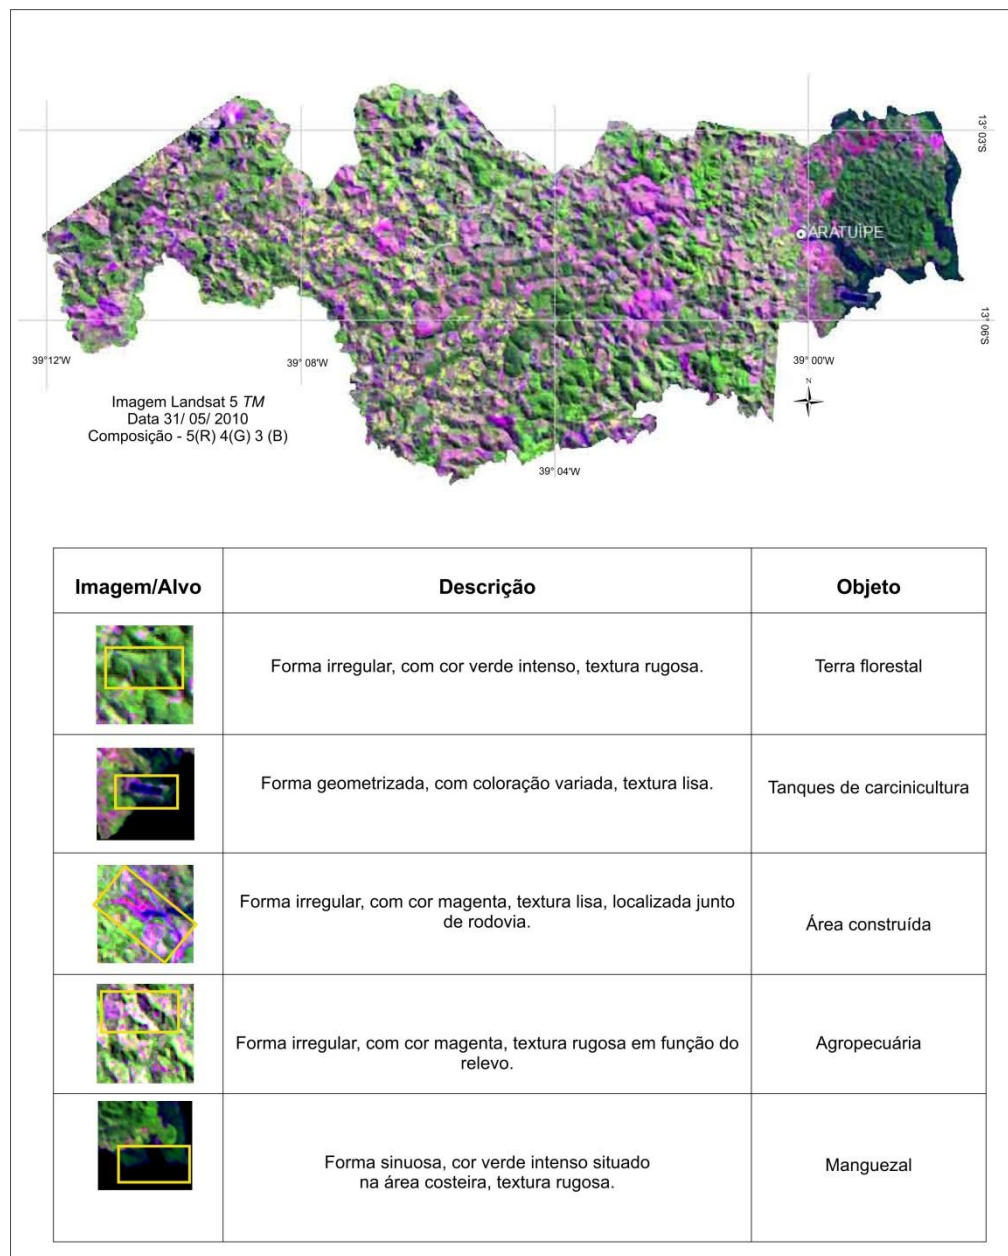 13° 03'S
ARATUÍPE
13° 06'S
39° 12'W
39° 08'W
39° 00'W
N
Imagem Landsat 5 TM
Data 31/ 05/ 2010
Composição - 5(R) 4(G) 3 (B)
39° 04'W
Imagem/Alvo
Descrição
Objeto
Forma irregular, com cor verde intenso, textura rugosa.
Terra florestal
Forma geometrizada, com coloração variada, textura lisa.
Tanques de carcinicultura
Forma irregular, com cor magenta, textura lisa, localizada junto
de rodovia.
Área construída
Forma irregular, com cor magenta, textura rugosa em função do
relevo.
Agropecuária
Forma sinuosa, cor verde intenso situado
na área costeira, textura rugosa.
Manguezal